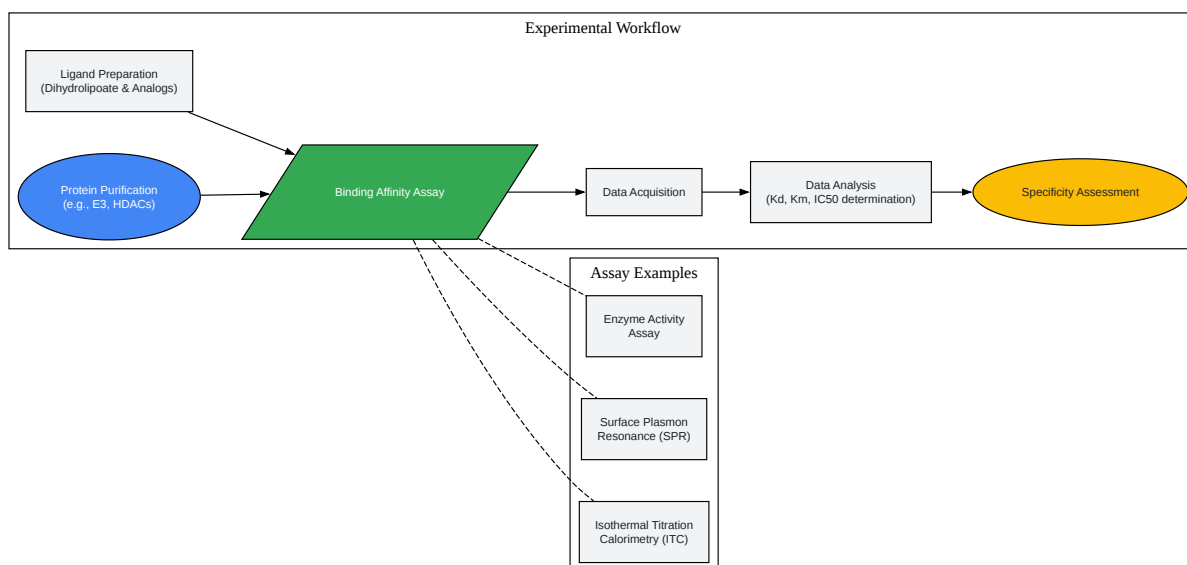 Experimental Workflow
Ligand Preparation
(Dihydrolipoate & Analogs)
Protein Purification
(e.g., E3, HDACs)
Binding Affinity Assay
Data Acquisition
Data Analysis
(Kd, Km, IC50 determination)
Specificity Assessment
Assay Examples
Enzyme Activity
Assay
Surface Plasmon
Resonance (SPR)
Isothermal Titration
Calorimetry (ITC)